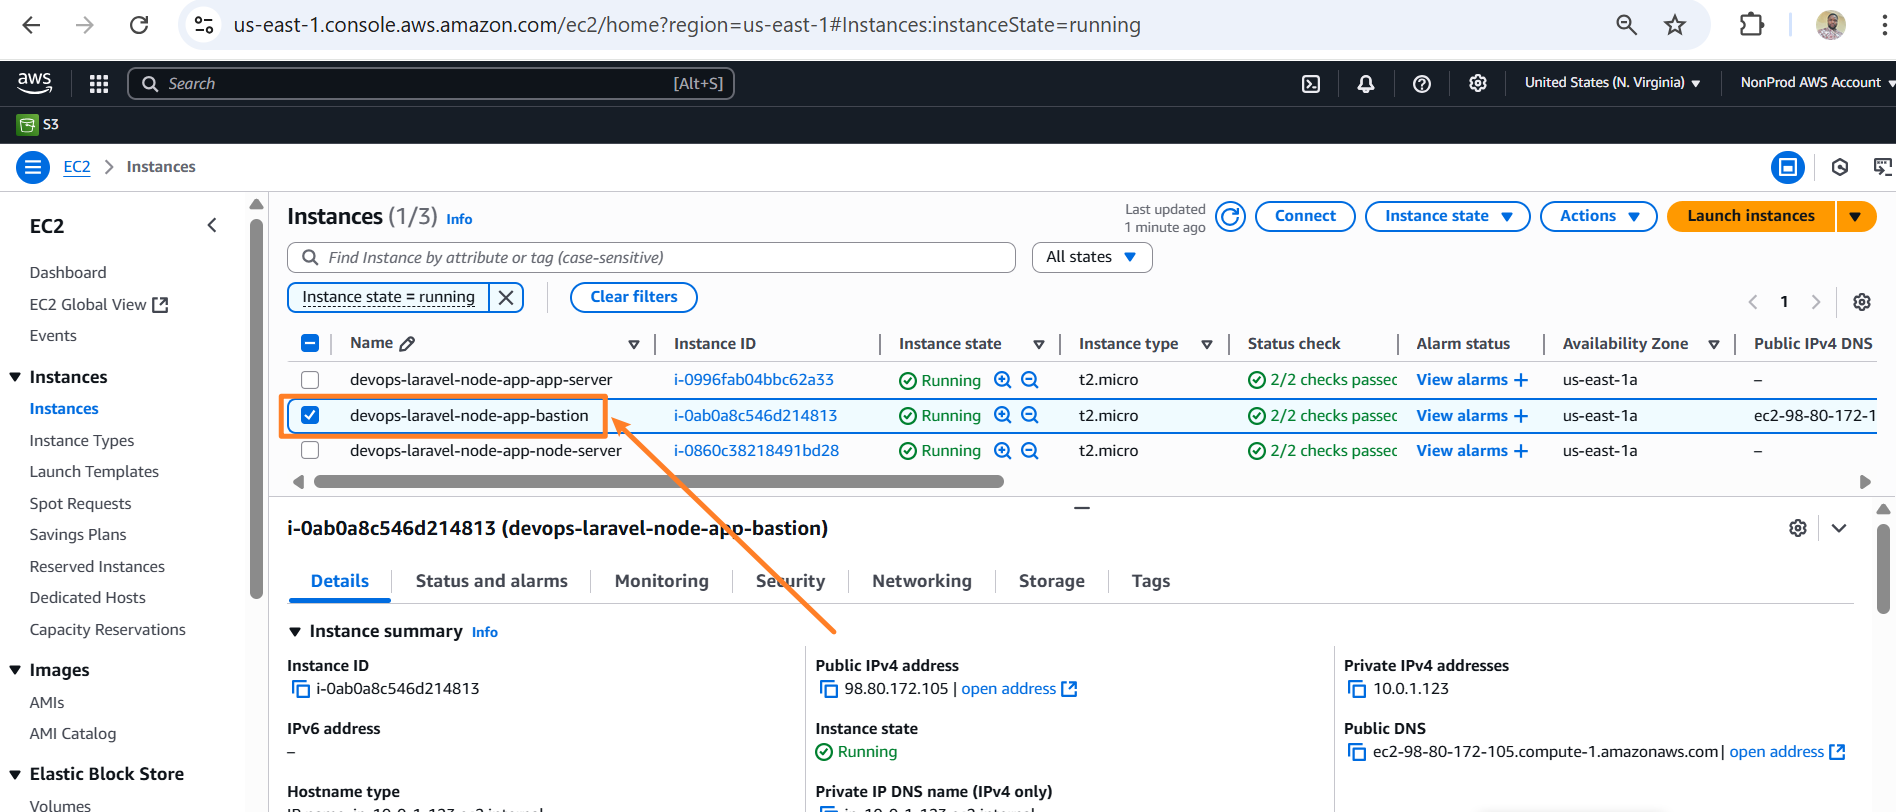 us-east-1.console.aws.amazon.com/ec2/home?region=us-east-1#Instances:instanceState=running
aws
Search
[Alt+S]
United States (N. Virginia)
NonProd AWS Account
S3
EC2
Instances
EC2
Dashboard
EC2 Global View
Events
Instances
Instances
Instance Types
Launch Templates
Spot Requests
Savings Plans
Reserved Instances
Dedicated Hosts
Capacity Reservations
Images
AMIs
AMI Catalog
Elastic Block Store
Volumes
Instances (1/3) Info
Last updated
1 minute ago
Connect
Instance state
Actions
Launch instances
Find Instance by attribute or tag (case-sensitive)
All states
Instance state = running
Clear filters
1
Name Instance ID Instance state Instance type Status check Alarm status Availability Zone Public IPv4 DNS
devops-laravel-node-app-app-server i-0996fab04bbc62a33 Running t2.micro 2/2 checks passed View alarms + us-east-1a –
devops-laravel-node-app-bastion i-0ab0a8c546d214813 Running t2.micro 2/2 checks passed View alarms + us-east-1a ec2-98-80-172-1
devops-laravel-node-app-node-server i-0860c38218491bd28 Running t2.micro 2/2 checks passed View alarms + us-east-1a –
i-0ab0a8c546d214813 (devops-laravel-node-app-bastion)
Details Status and alarms Monitoring Security Networking Storage Tags
Instance summary Info
Instance ID
i-0ab0a8c546d214813
Public IPv4 address
98.80.172.105 | open address
Private IPv4 addresses
10.0.1.123
IPv6 address
–
Instance state
Running
Public DNS
ec2-98-80-172-105.compute-1.amazonaws.com | open address
Hostname type
Private IP DNS name (IPv4 only)